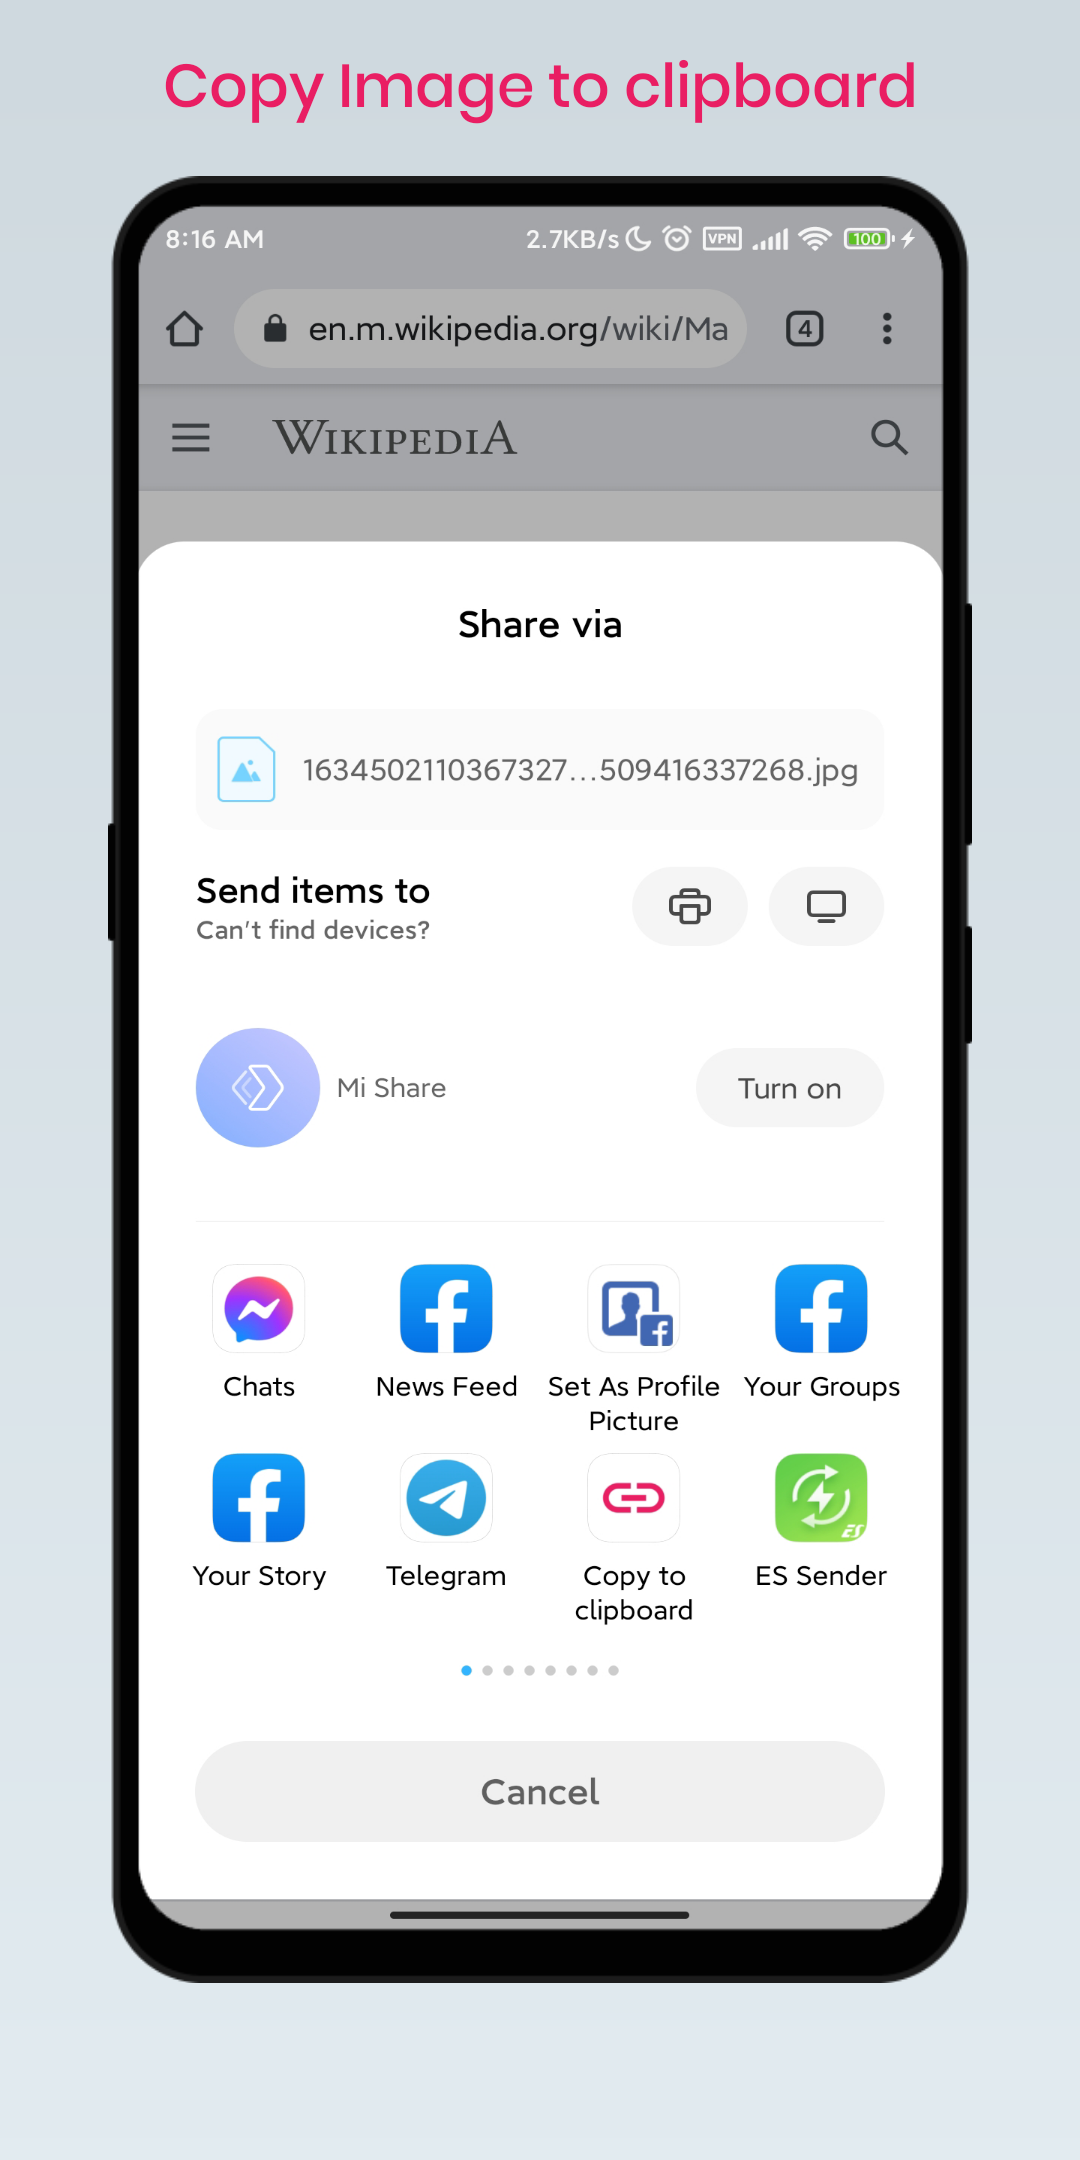 Copy Image to clipboard
8:16 AM 2.7KB/s VPN 100
en.m.wikipedia.org/wiki/Ma 4
WIKIPEDIA
Share via
1634502110367327...509416337268.jpg
Send items to
Can't find devices?
Mi Share Turn on
Chats News Feed Set As Profile Your Groups
Picture
ES
Your Story Telegram Copy to ES Sender
clipboard
Cancel